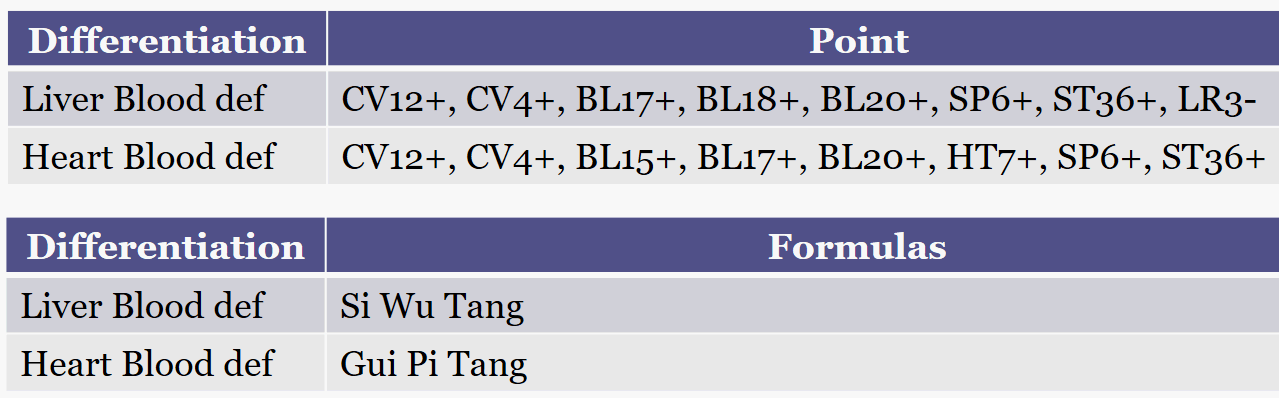 Differentiation Point
Liver Blood def CV12+, CV4+, BL17+, BL18+, BL20+, SP6+, ST36+, LR3-
Heart Blood def CV12+, CV4+, BL15+, BL17+, BL20+, HT7+, SP6+, ST36+
Differentiation Formulas
Liver Blood def Si Wu Tang
Heart Blood def Gui Pi Tang